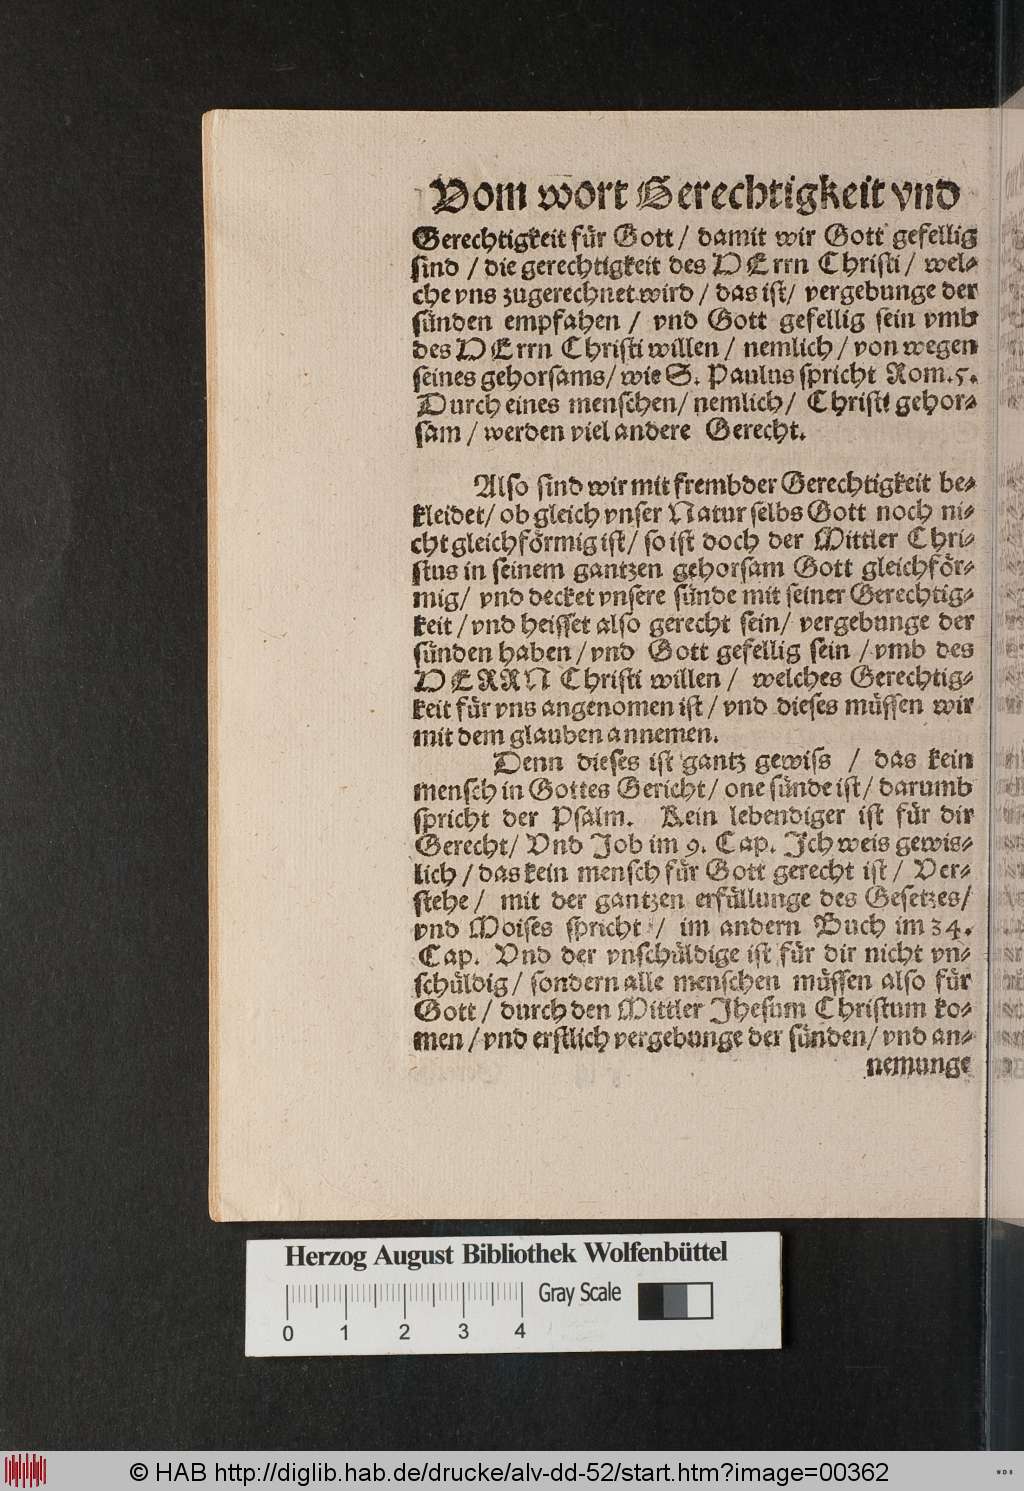 Vom wort Gerechtigkeit vnd
Gerechtigkeit für Gott / damit wir Gott gefellig
sind / die gerechtigkeit des HErrn Christi / wel⸗
che vns zugerechnet wird / das ist / vergebunge der
sünden empfahen / vnd Gott gefellig sein vmb
des HErrn Christi willen / nemlich / von wegen
seines gehorsams / wie S. Paulus spricht Rom. 5.
Durch eines menschen / nemlich / Christi gehor⸗
sam / werden viel andere Gerecht.
Also sind wir mit frembder Gerechtigkeit be⸗
kleidet / ob gleich vnser Natur selbs Gott noch ni⸗
cht gleichförmig ist / so ist doch der Mittler Chri⸗
stus in seinem gantzen gehorsam Gott gleichför⸗
mig / vnd decket vnsere sünde mit seiner Gerechtig⸗
keit / vnd heisset also gerecht sein / vergebunge der
sünden haben / vnd Gott gefellig sein / vmb des
HERRN Christi willen / welches Gerechtig⸗
keit für vns angenomen ist / vnd dieses müssen wir
mit dem glauben annemen.
Denn dieses ist gantz gewiss / das kein
mensch in Gottes Gericht / one sünde ist / darumb
spricht der Psalm. Kein lebendiger ist für dir
Gerecht / Vnd Job im 9. Cap. Ich weis gewis⸗
lich / das kein mensch für Gott gerecht ist / Ver⸗
stehe / mit der gantzen erfüllunge des Gesetzes /
vnd Moises spricht / im andern Buch im 34.
Cap. Vnd der vnschüldige ist für dir nicht vn⸗
schüldig / sondern alle menschen müssen also für
Gott / durch den Mittler Jhesum Christum ko⸗
men / vnd erstlich vergebunge der sünden / vnd an⸗
nemunge
Herzog August Bibliothek Wolfenbüttel
Gray Scale
0 1 2 3 4
© HAB http://diglib.hab.de/drucke/alv-dd-52/start.htm?image=00362